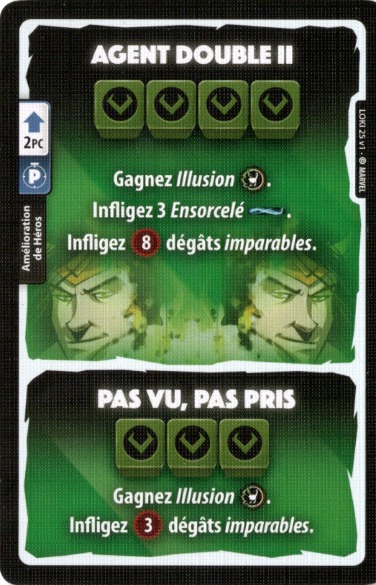 AGENT DOUBLE II
2PC
P
Amélioration
de Héros
LOKI 25 V1 • © MARVEL
Gagnez Illusion .
Infligez 3 Ensorcelé .
Infligez 8 dégâts imparables.
PAS VU, PAS PRIS
Gagnez Illusion .
Infligez 3 dégâts imparables.